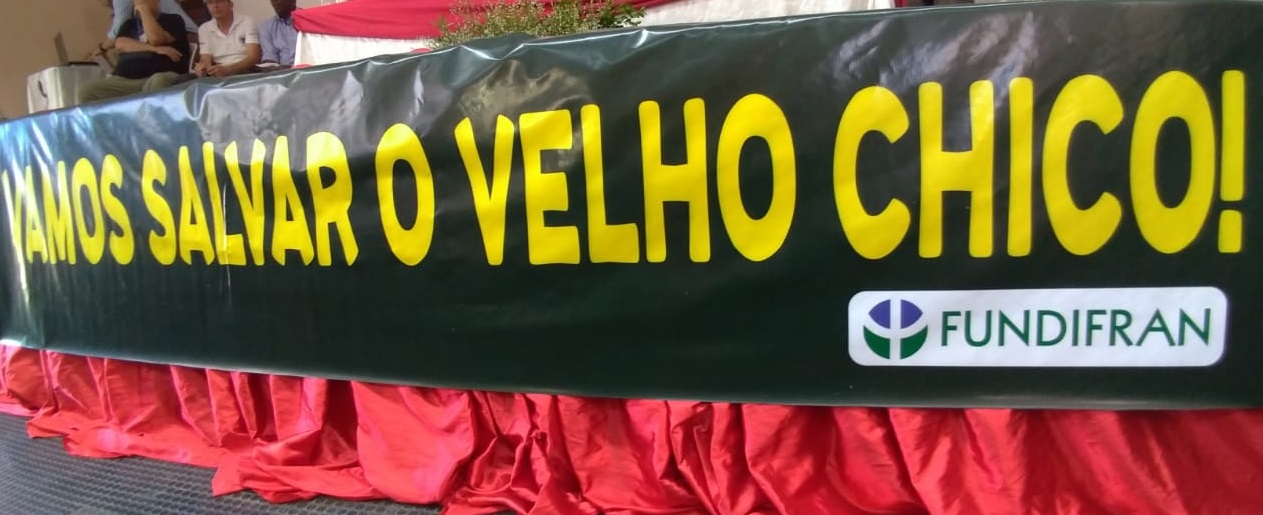 VAMOS SALVAR O VELHO CHICO!
FUNDIFRAN